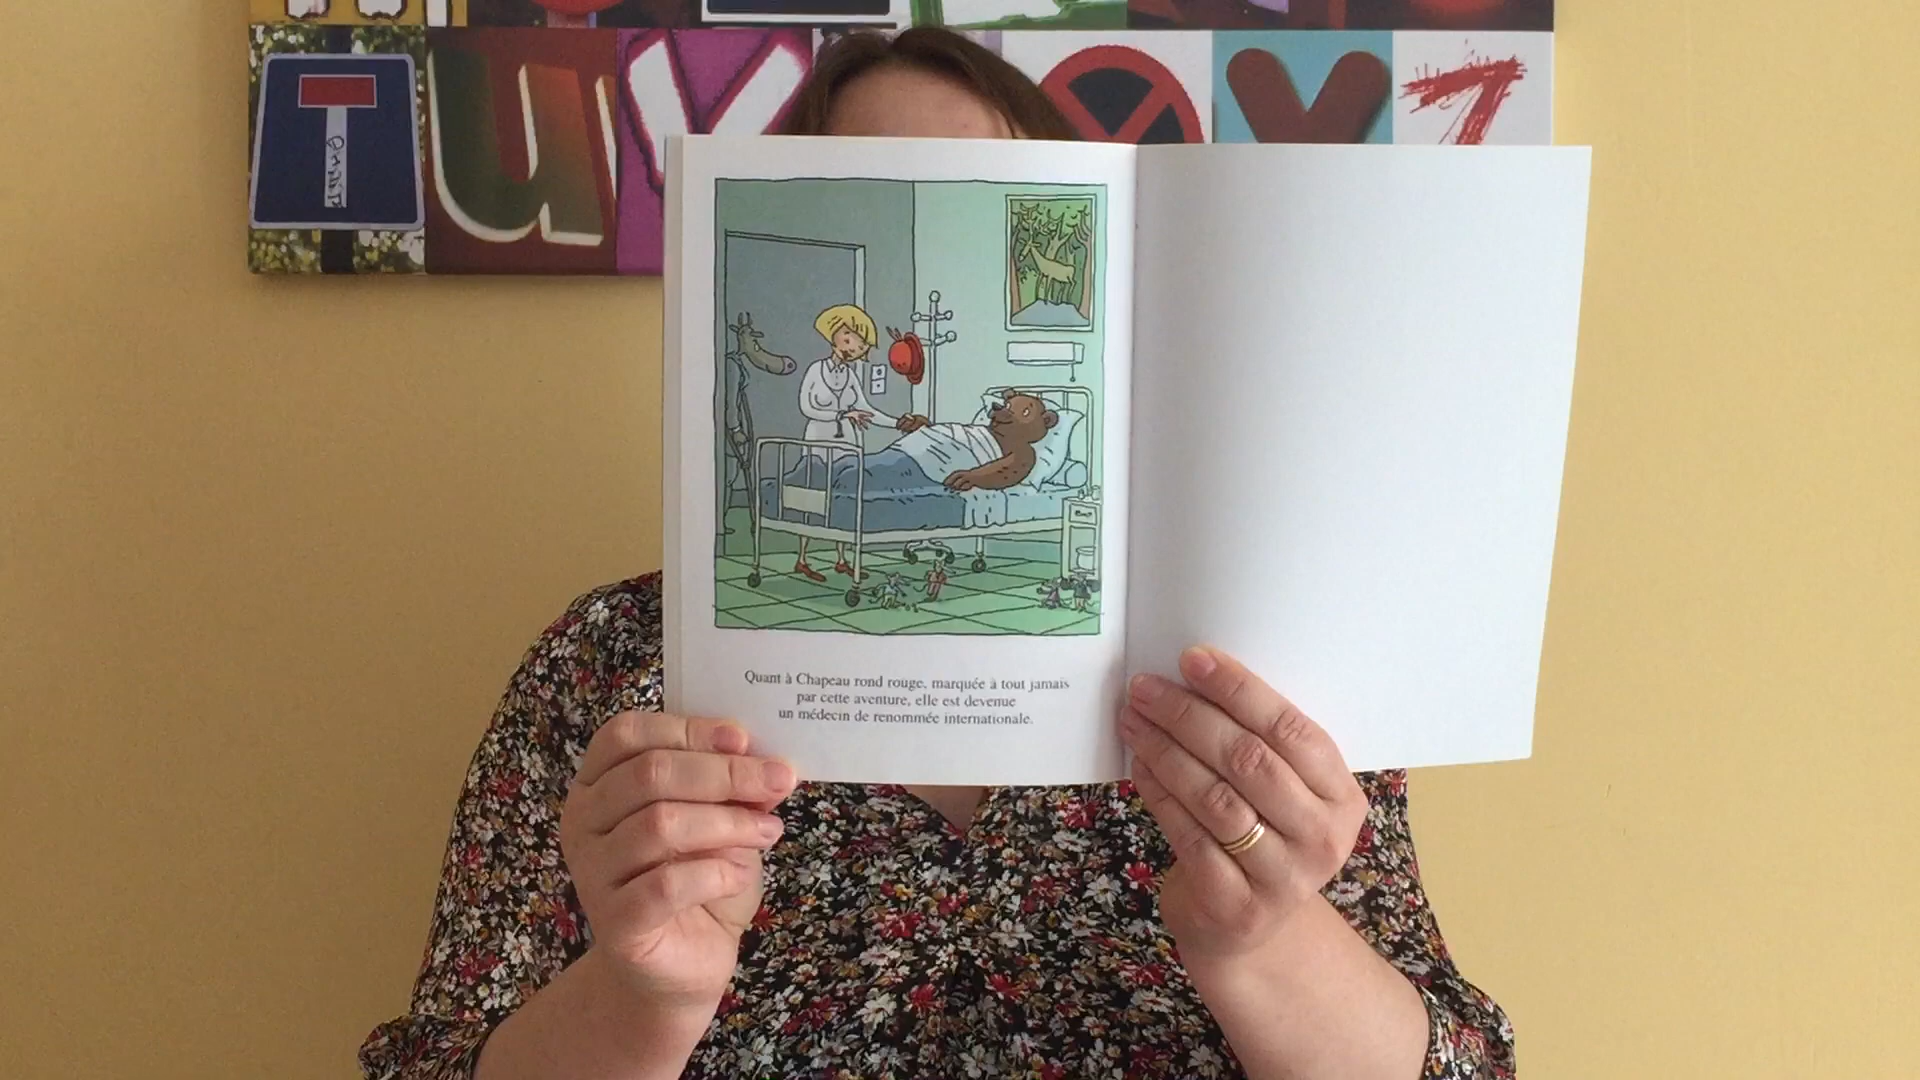 T U V X Y Z
Quant à Chapeau rond rouge, marquée à tout jamais
par cette aventure, elle est devenue
un médecin de renommée internationale.